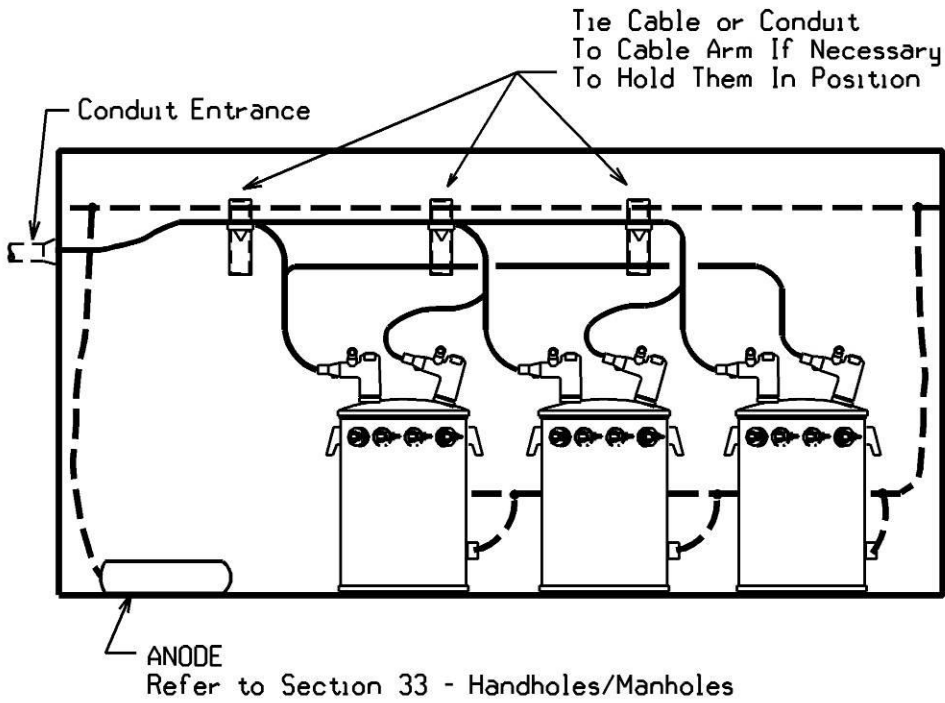 Tie Cable or Conduit
To Cable Arm If Necessary
To Hold Them In Position
Conduit Entrance
ANODE
Refer to Section 33 - Handholes/Manholes